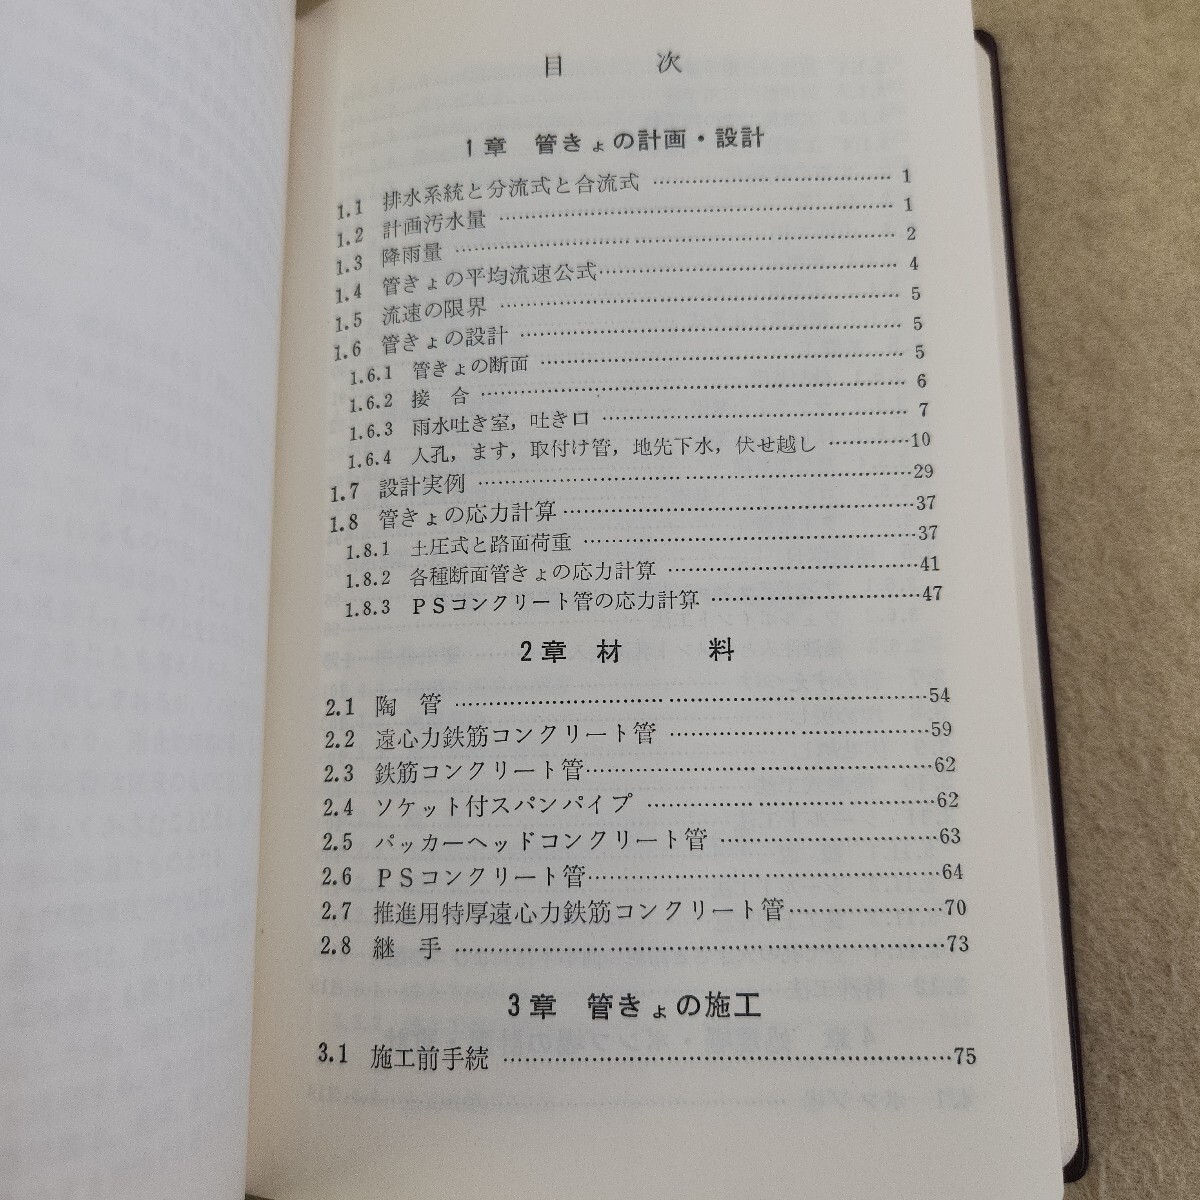 目　次
1章　管きょの計画・設計
1.1　排水系統と分流式と合流式 …… 1
1.2　計画汚水量 …… 1
1.3　降雨量 …… 2
1.4　管きょの平均流速公式 …… 4
1.5　流速の限界 …… 5
1.6　管きょの設計 …… 5
1.6.1　管きょの断面 …… 5
1.6.2　接　合 …… 6
1.6.3　雨水吐き室，吐き口 …… 7
1.6.4　人孔，ます，取付け管，地先下水，伏せ越し …… 10
1.7　設計実例 …… 29
1.8　管きょの応力計算 …… 37
1.8.1　土圧式と路面荷重 …… 37
1.8.2　各種断面管きょの応力計算 …… 41
1.8.3　PSコンクリート管の応力計算 …… 47
2章　材　料
2.1　陶　管 …… 54
2.2　遠心力鉄筋コンクリート管 …… 59
2.3　鉄筋コンクリート管 …… 62
2.4　ソケット付スパンパイプ …… 62
2.5　パッカーヘッドコンクリート管 …… 63
2.6　PSコンクリート管 …… 64
2.7　推進用特厚遠心力鉄筋コンクリート管 …… 70
2.8　継　手 …… 73
3章　管きょの施工
3.1　施工前手続 …… 75